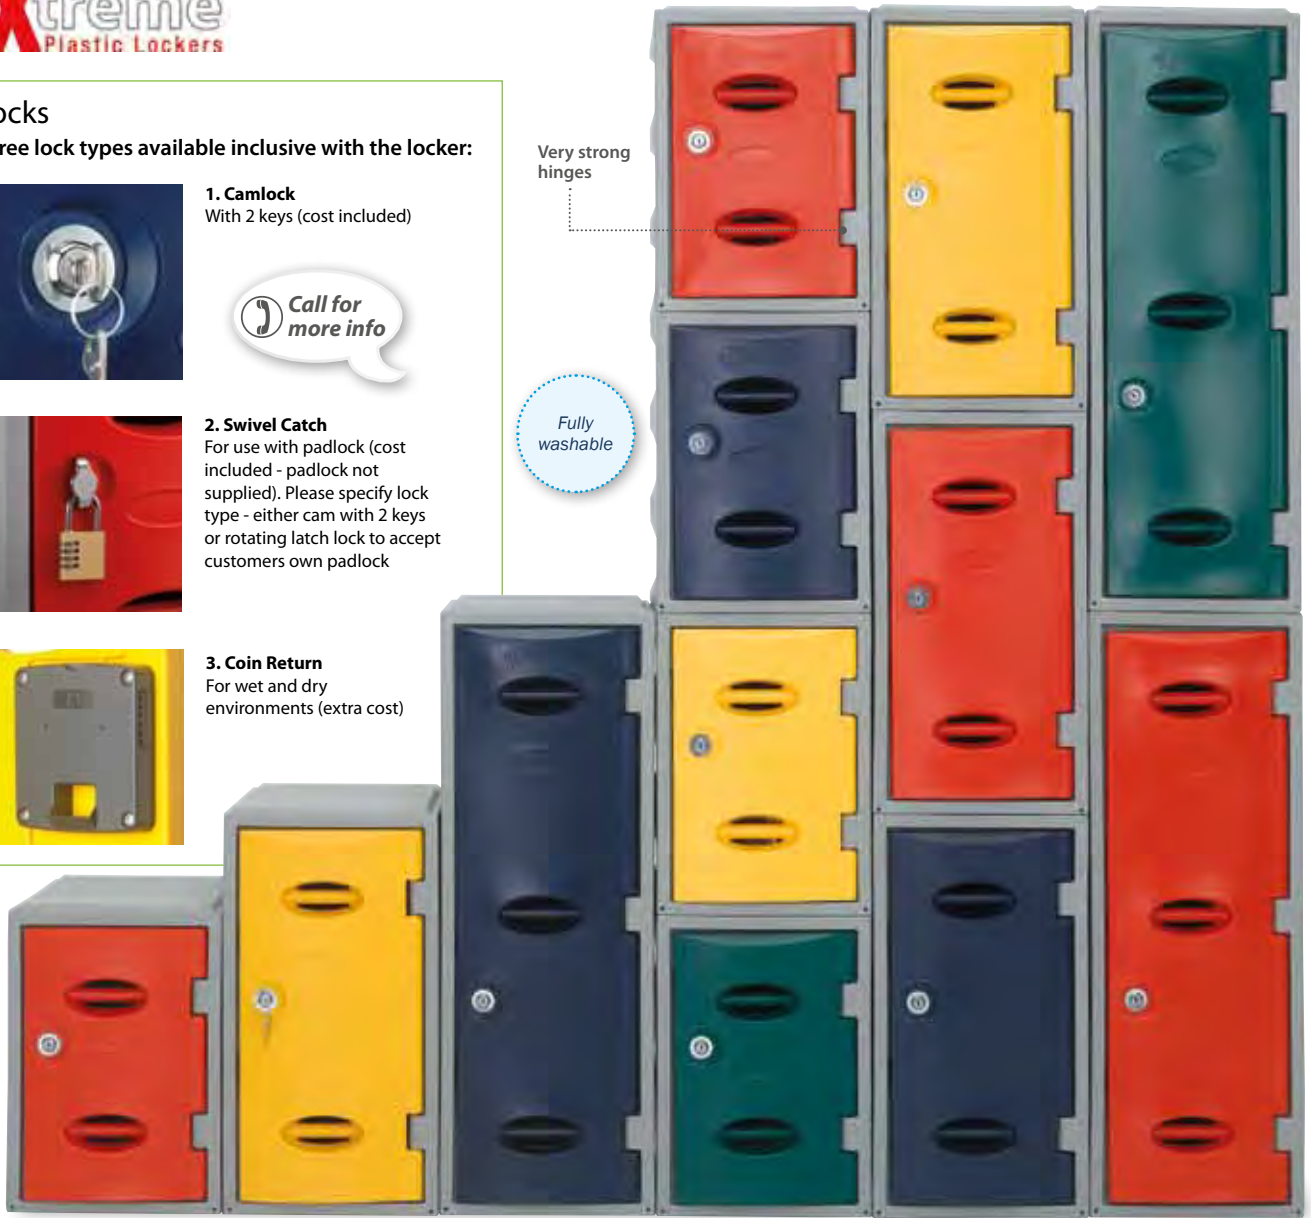 Xtreme
Plastic Lockers
ocks
ree lock types available inclusive with the locker:
1. Camlock
With 2 keys (cost included)
Call for
more info
2. Swivel Catch
For use with padlock (cost
included - padlock not
supplied). Please specify lock
type - either cam with 2 keys
or rotating latch lock to accept
customers own padlock
3. Coin Return
For wet and dry
environments (extra cost)
Very strong
hinges
Fully
washable